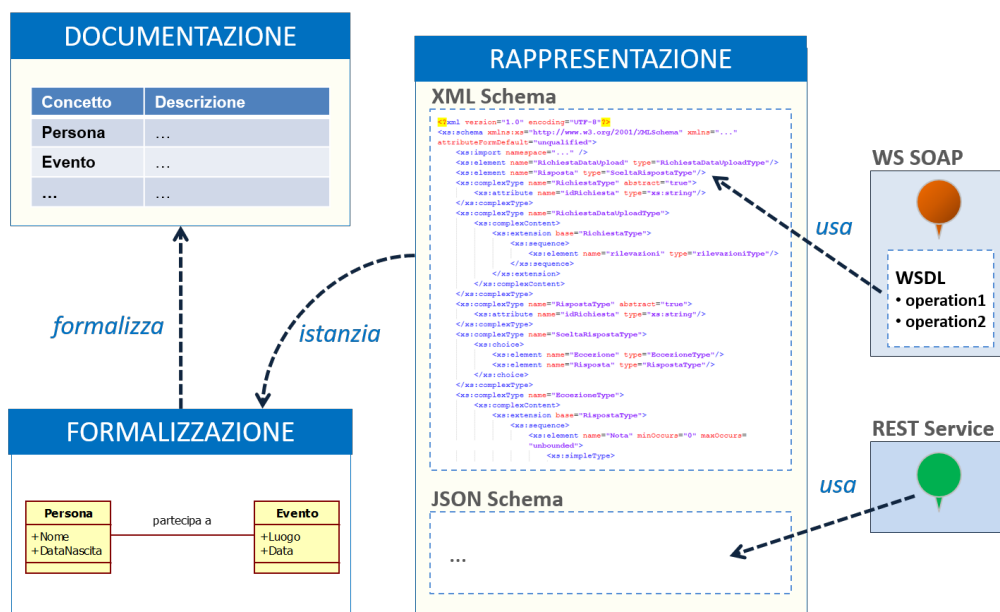 DOCUMENTAZIONE
Concetto Descrizione
Persona ...
Evento ...
... ...
formalizza
istanzia
FORMALIZZAZIONE
Persona
+Nome
+DataNascita
partecipa a
Evento
+Luogo
+Data
RAPPRESENTAZIONE
XML Schema
<?xml version="1.0" encoding="UTF-8"?>
<xs:schema xmlns:xs="http://www.w3.org/2001/XMLSchema" xmlns="..."
attributeFormDefault="unqualified">
<xs:import namespace="..." />
<xs:element name="RichiestaDataUpload" type="RichiestaDataUploadType"/>
<xs:element name="Risposta" type="SceltaRispostaType"/>
<xs:complexType name="RichiestaType" abstract="true">
<xs:attribute name="idRichiesta" type="xs:string"/>
</xs:complexType>
<xs:complexType name="RichiestaDataUploadType">
<xs:complexContent>
<xs:extension base="RichiestaType">
<xs:sequence>
<xs:element name="rilevazioni" type="rilevazioniType"/>
</xs:sequence>
</xs:extension>
</xs:complexContent>
</xs:complexType>
<xs:complexType name="RispostaType" abstract="true">
<xs:attribute name="idRichiesta" type="xs:string"/>
</xs:complexType>
<xs:complexType name="SceltaRispostaType">
<xs:choice>
<xs:element name="Eccezione" type="EccezioneType"/>
<xs:element name="Risposta" type="RispostaType"/>
</xs:choice>
</xs:complexType>
<xs:complexType name="EccezioneType">
<xs:complexContent>
<xs:extension base="RispostaType">
<xs:sequence>
<xs:element name="Nota" minOccurs="0" maxOccurs=
"unbounded">
<xs:simpleType>
JSON Schema
...
usa
usa
WS SOAP
WSDL
• operation1
• operation2
REST Service